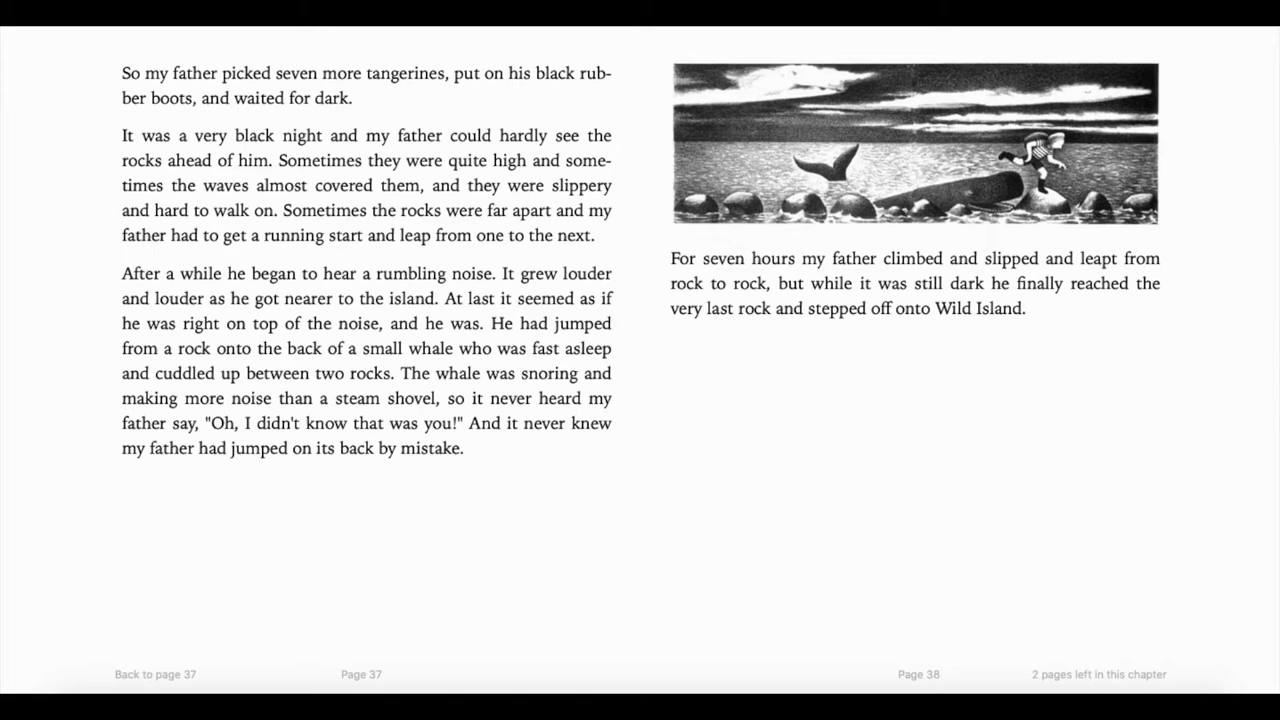 So my father picked seven more tangerines, put on his black rub-
ber boots, and waited for dark.
It was a very black night and my father could hardly see the
rocks ahead of him. Sometimes they were quite high and some-
times the waves almost covered them, and they were slippery
and hard to walk on. Sometimes the rocks were far apart and my
father had to get a running start and leap from one to the next.
After a while he began to hear a rumbling noise. It grew louder
and louder as he got nearer to the island. At last it seemed as if
he was right on top of the noise, and he was. He had jumped
from a rock onto the back of a small whale who was fast asleep
and cuddled up between two rocks. The whale was snoring and
making more noise than a steam shovel, so it never heard my
father say, "Oh, I didn't know that was you!" And it never knew
my father had jumped on its back by mistake.
For seven hours my father climbed and slipped and leapt from
rock to rock, but while it was still dark he finally reached the
very last rock and stepped off onto Wild Island.
Back to page 37
Page 37
Page 38
2 pages left in this chapter